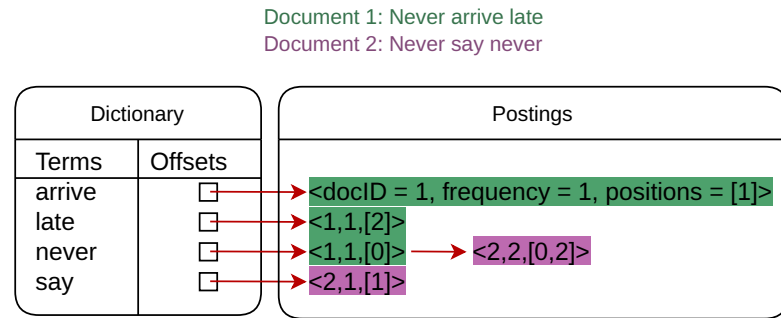 Document 1: Never arrive late
Document 2: Never say never
Dictionary Postings
Terms Offsets
arrive <docID = 1, frequency = 1, positions = [1]>
late <1,1,[2]>
never <1,1,[0]> <2,2,[0,2]>
say <2,1,[1]>